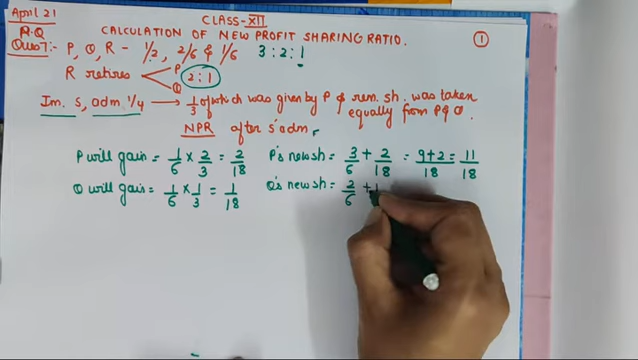 April 21
CLASS-XII
P.Q CALCULATION OF NEW PROFIT SHARING RATIO. 1
Ques 7:- P, Q, R - 1/2, 2/6 & 1/6 3:2:1
R retires P Q 2:1
Im. S, adm. 1/4 → 1/3 of which was given by P & rem. sh. was taken equally from P & Q.
NPR after S' adm.
P will gain = 1/6 × 2/3 = 2/18 P's new sh = 3/6 + 2/18 = 9+2/18 = 11/18
Q will gain = 1/6 × 1/3 = 1/18 Q's new sh = 2/6 + 1